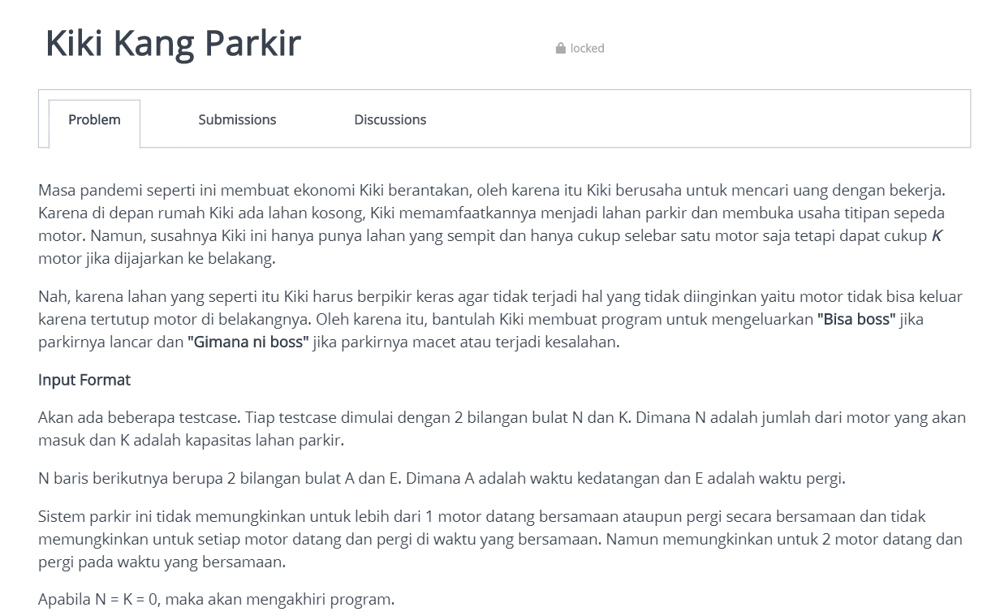 Kiki Kang Parkir
locked
Problem
Submissions
Discussions
Masa pandemi seperti ini membuat ekonomi Kiki berantakan, oleh karena itu Kiki berusaha untuk mencari uang dengan bekerja.
Karena di depan rumah Kiki ada lahan kosong, Kiki memamfaatkannya menjadi lahan parkir dan membuka usaha titipan sepeda
motor. Namun, susahnya Kiki ini hanya punya lahan yang sempit dan hanya cukup selebar satu motor saja tetapi dapat cukup K
motor jika dijajarkan ke belakang.
Nah, karena lahan yang seperti itu Kiki harus berpikir keras agar tidak terjadi hal yang tidak diinginkan yaitu motor tidak bisa keluar
karena tertutup motor di belakangnya. Oleh karena itu, bantulah Kiki membuat program untuk mengeluarkan "Bisa boss" jika
parkirnya lancar dan "Gimana ni boss" jika parkirnya macet atau terjadi kesalahan.
Input Format
Akan ada beberapa testcase. Tiap testcase dimulai dengan 2 bilangan bulat N dan K. Dimana N adalah jumlah dari motor yang akan
masuk dan K adalah kapasitas lahan parkir.
N baris berikutnya berupa 2 bilangan bulat A dan E. Dimana A adalah waktu kedatangan dan E adalah waktu pergi.
Sistem parkir ini tidak memungkinkan untuk lebih dari 1 motor datang bersamaan ataupun pergi secara bersamaan dan tidak
memungkinkan untuk setiap motor datang dan pergi di waktu yang bersamaan. Namun memungkinkan untuk 2 motor datang dan
pergi pada waktu yang bersamaan.
Apabila N = K = 0, maka akan mengakhiri program.